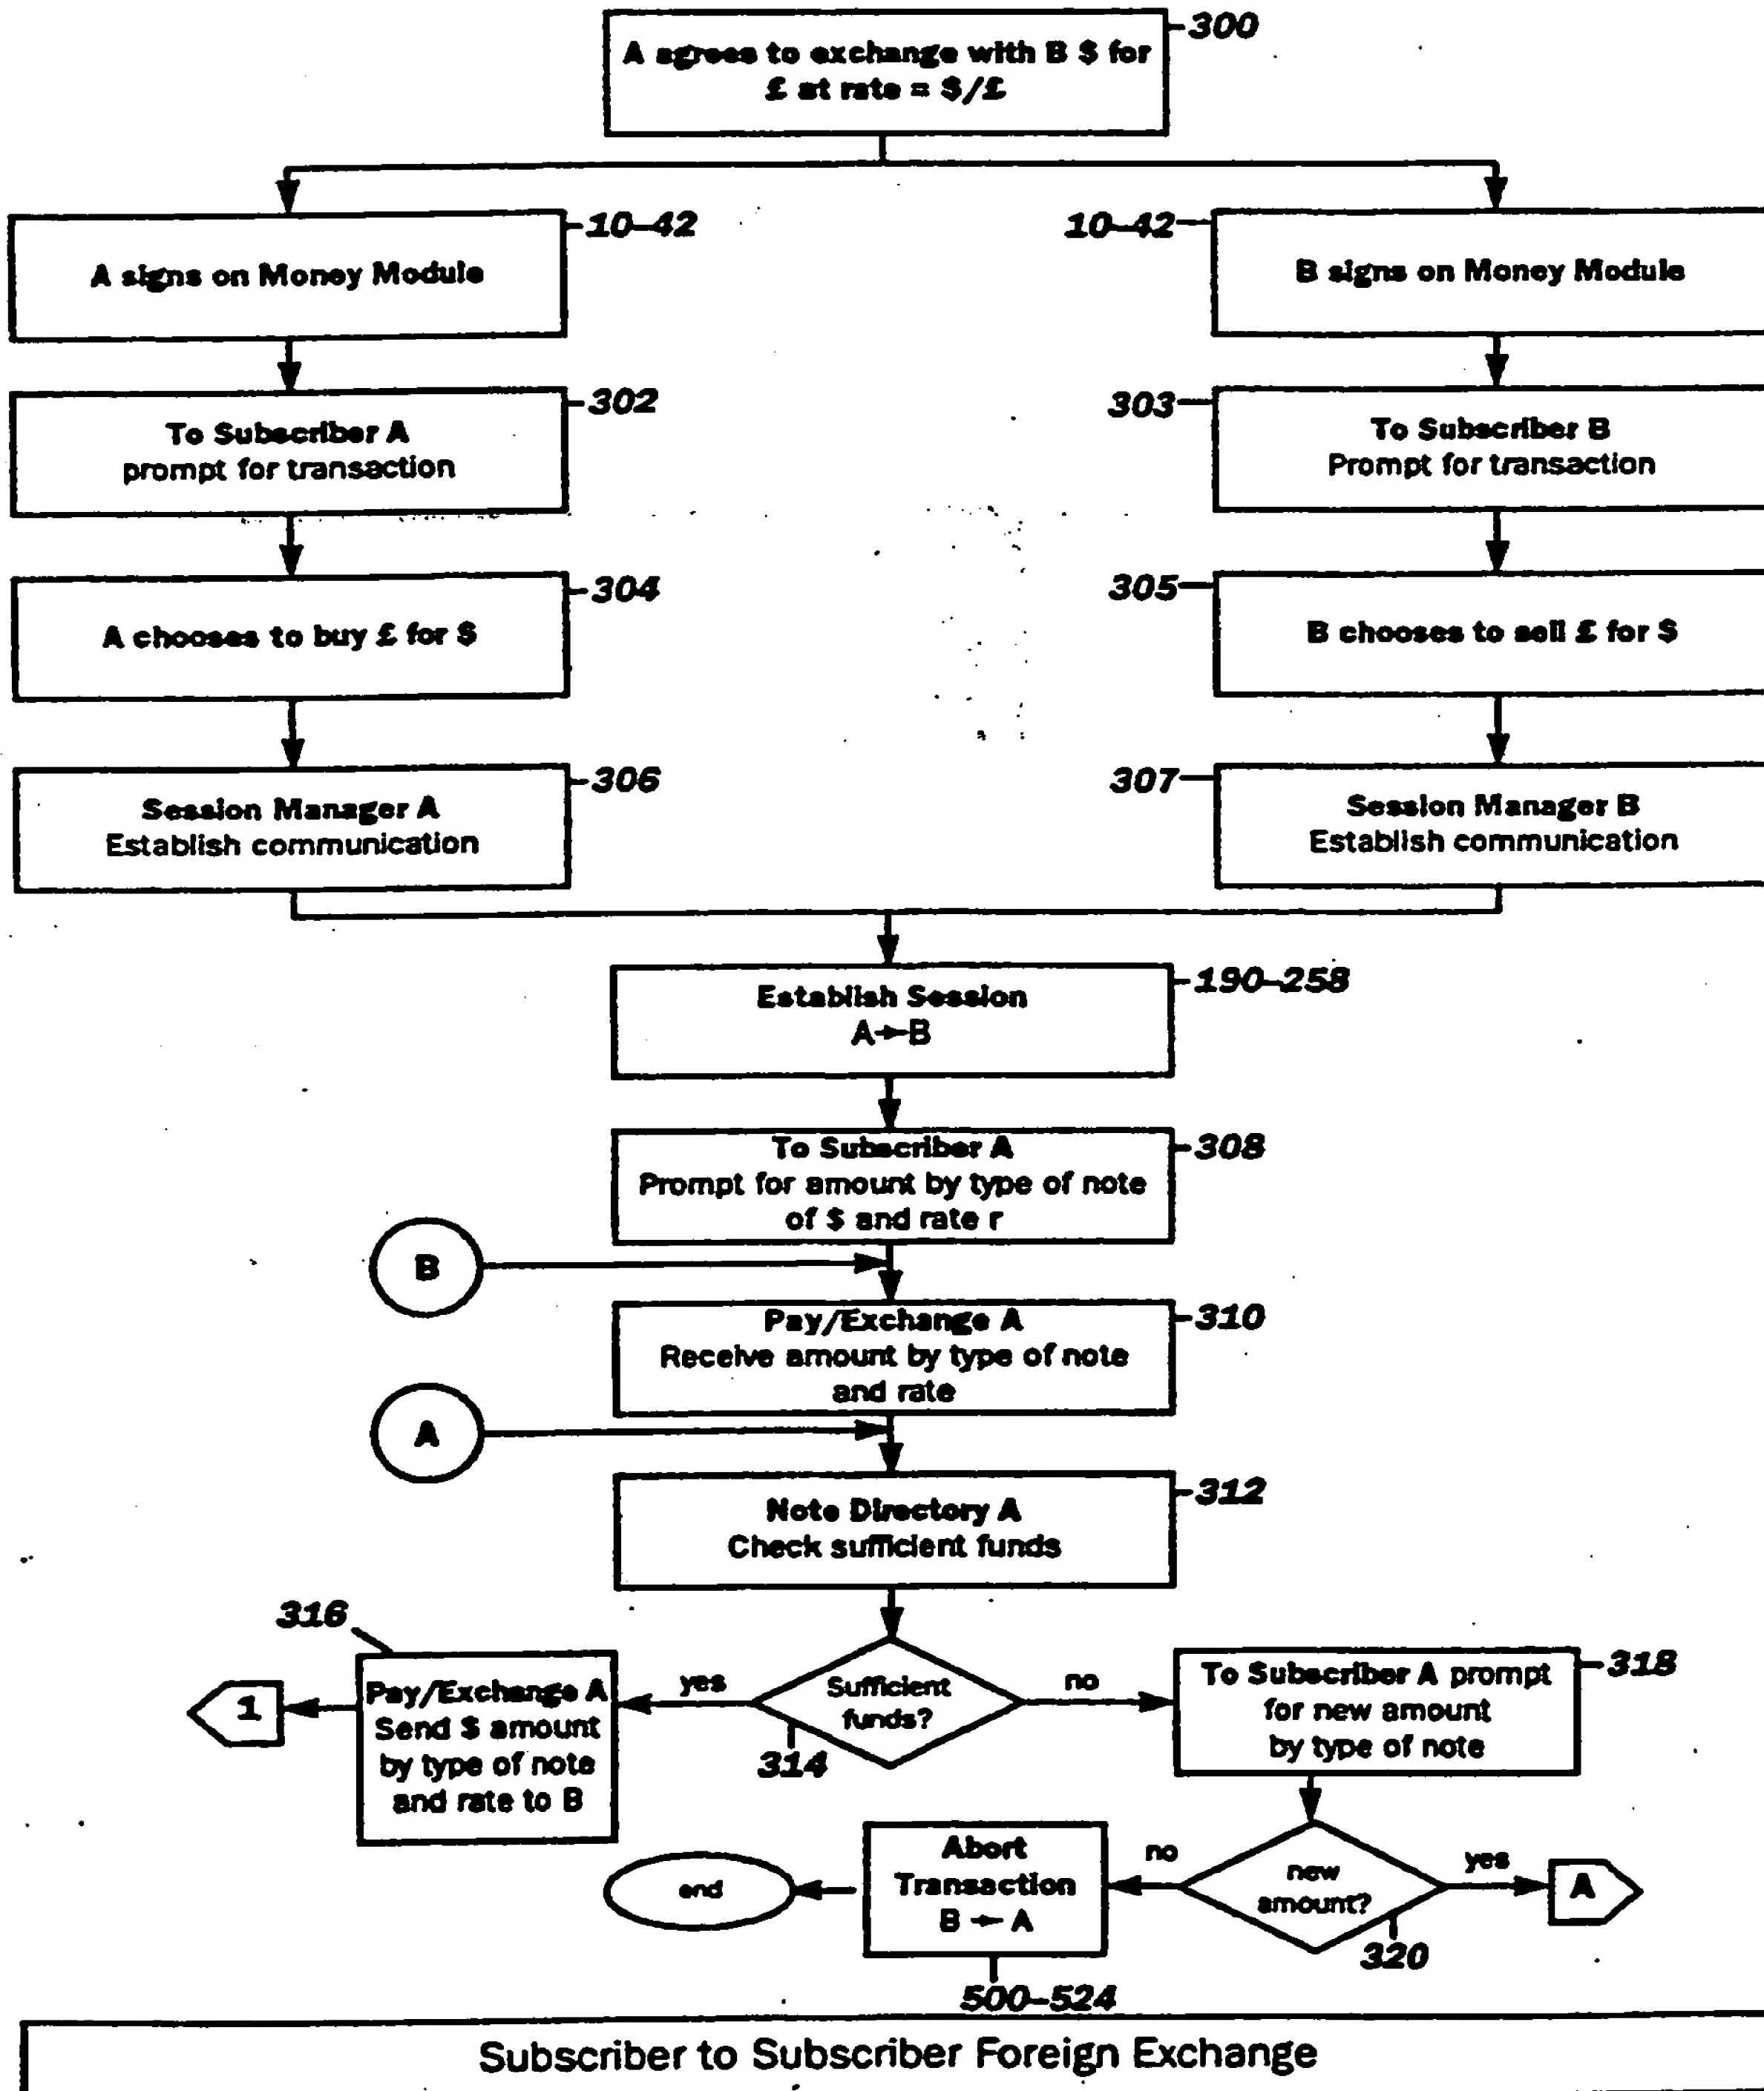 300
A agrees to exchange with B $ for
£ at rate = $/£
10-42
A signs on Money Module
10-42
B signs on Money Module
302
To Subscriber A
prompt for transaction
303
To Subscriber B
Prompt for transaction
304
A chooses to buy £ for $
305
B chooses to sell £ for $
306
Session Manager A
Establish communication
307
Session Manager B
Establish communication
190-258
Establish Session
A→B
308
To Subscriber A
Prompt for amount by type of note
of $ and rate r
B
310
Pay/Exchange A
Receive amount by type of note
and rate
A
312
Note Directory A
Check sufficient funds
316
1
Pay/Exchange A
Send $ amount
by type of note
and rate to B
yes
Sufficient
funds?
314
no
318
To Subscriber A prompt
for new amount
by type of note
end
Abort
Transaction
B ← A
500-524
no
new
amount?
320
yes
A
Subscriber to Subscriber Foreign Exchange